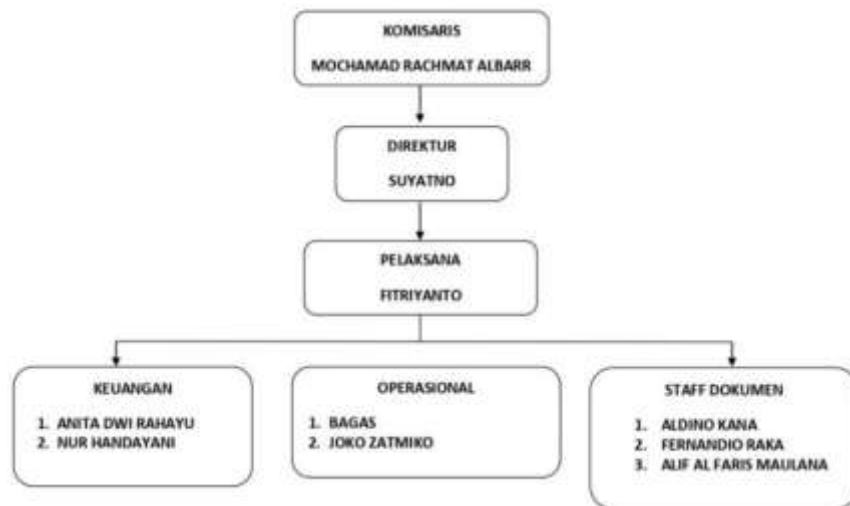 KOMISARIS
MOCHAMAD RACHMAT ALBARR
DIREKTUR
SUYATNO
PELAKSANA
FITRIYANTO
KEUANGAN
1. ANITA DWI RAHAYU
2. NUR HANDAYANI
OPERASIONAL
1. BAGAS
2. JOKO ZATMIKO
STAFF DOKUMEN
1. ALDINO KANA
2. FERNANDIO RAKA
3. ALIF AL FARIS MAULANA